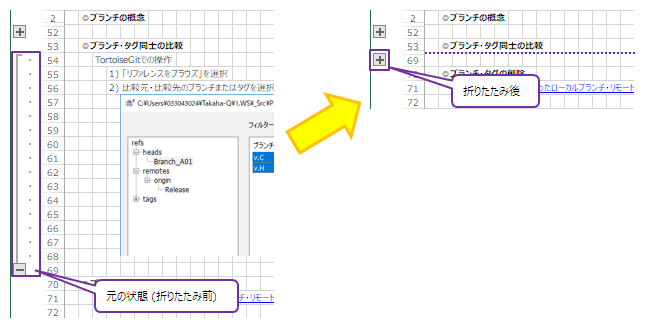 2 ◎ブランチの概念
52
53 ◎ブランチ・タグ同士の比較
54 TortoiseGitでの操作
55 1) 「リファレンスをブラウズ」を選択
56 2) 比較元・比較先のブランチまたはタグを選択
57 C:¥Users¥033043024¥Takaha-Q¥1.WS¥_Src¥P
58
59 フィルター
60
61 refs ブランチ
heads v.C
62 Branch_A01 v.H
63 remotes
origin
64 Release
65 tags
66
67
68
69
71 ・リモート
72
元の状態 (折りたたみ前)
2 ◎ブランチの概念
52
53 ◎ブランチ・タグ同士の比較
69
70 ◎ブランチ・タグの削除
71 ったローカルブランチ・リモート
72
折りたたみ後